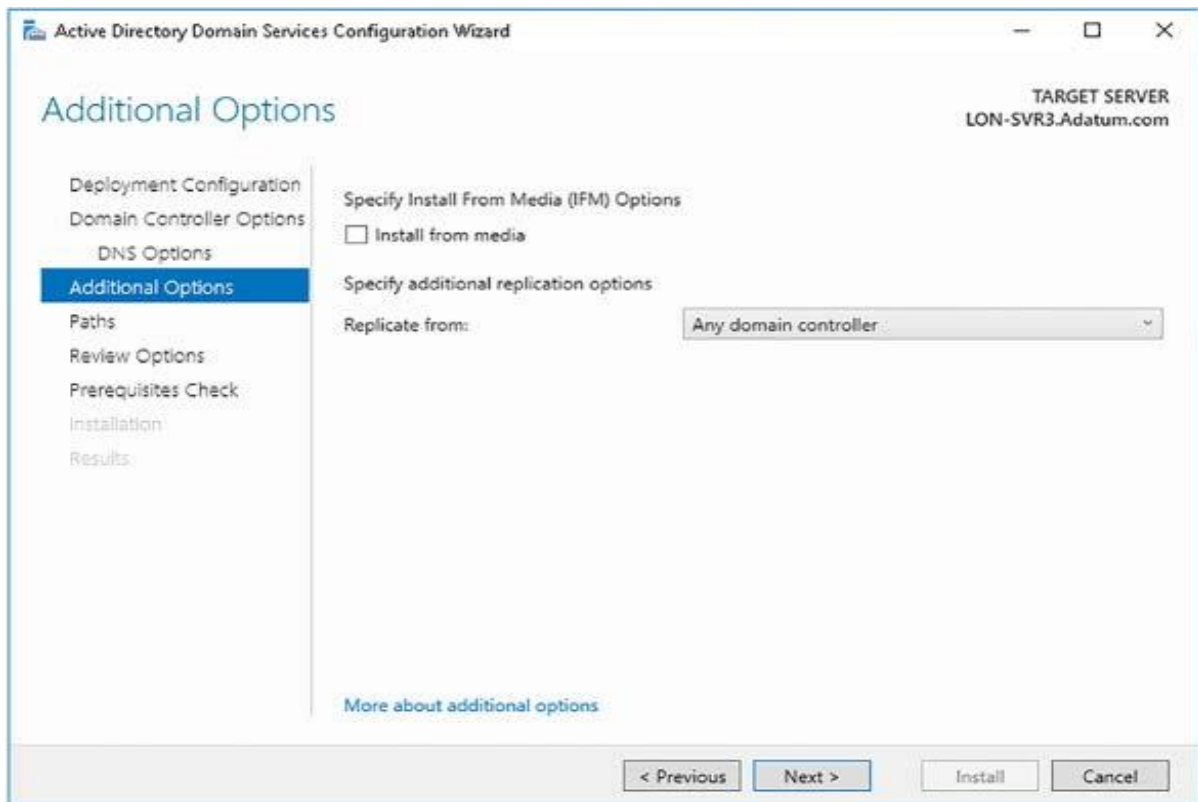 Active Directory Domain Services Configuration Wizard
Additional Options
TARGET SERVER
LON-SVR3.Adatum.com
Deployment Configuration
Domain Controller Options
DNS Options
Additional Options
Paths
Review Options
Prerequisites Check
Installation
Results
Specify Install From Media (IFM) Options
Install from media
Specify additional replication options
Replicate from:
Any domain controller
More about additional options
< Previous
Next >
Install
Cancel